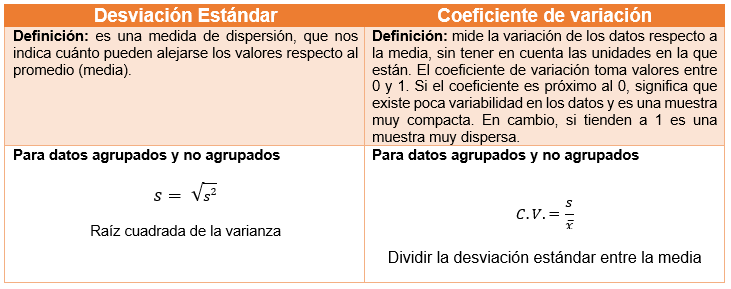 Desviación Estándar
Definición: es una medida de dispersión, que nos
indica cuánto pueden alejarse los valores respecto al
promedio (media).
Para datos agrupados y no agrupados
s = √s²
Raíz cuadrada de la varianza
Coeficiente de variación
Definición: mide la variación de los datos respecto a
la media, sin tener en cuenta las unidades en la que
están. El coeficiente de variación toma valores entre
0 y 1. Si el coeficiente es próximo al 0, significa que
existe poca variabilidad en los datos y es una muestra
muy compacta. En cambio, si tienden a 1 es una
muestra muy dispersa.
Para datos agrupados y no agrupados
C.V.= s/x̄
Dividir la desviación estándar entre la media